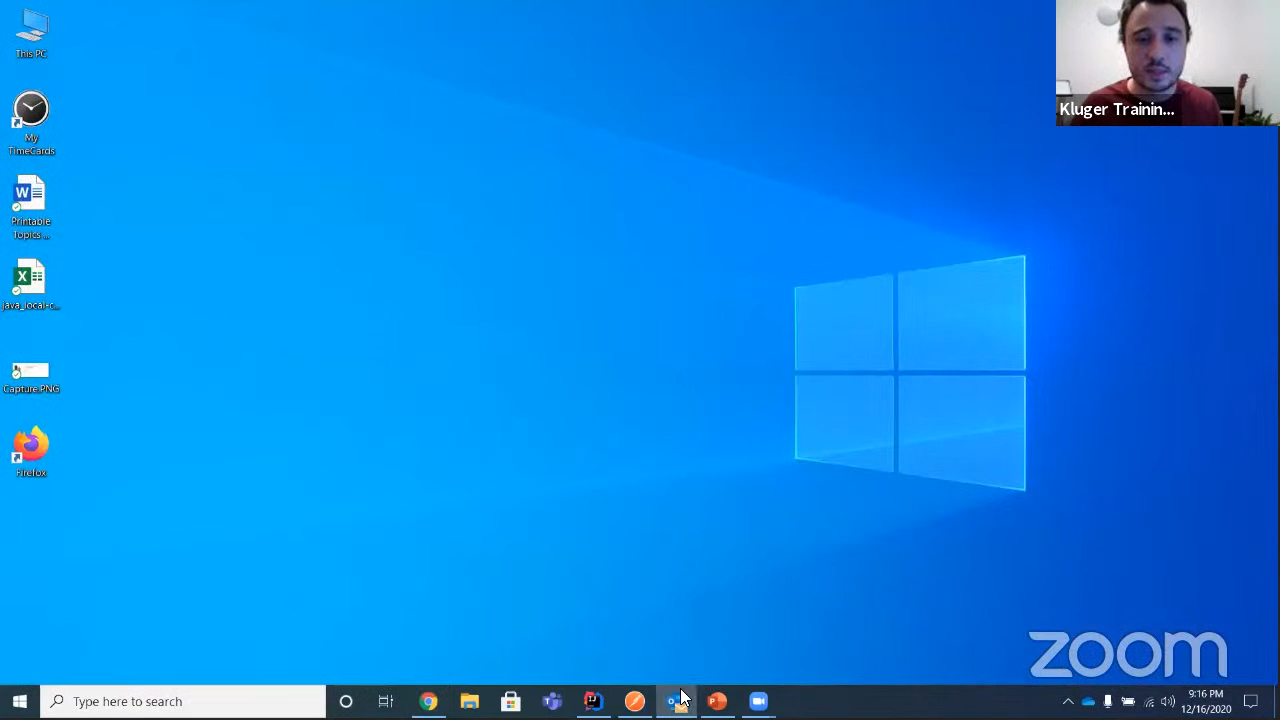 This PC
Kluger Trainin...
My
TimeCards
Printable
Topics ...
java_local-c...
Capture.PNG
Firefox
zoom
Type here to search
9:16 PM
12/16/2020